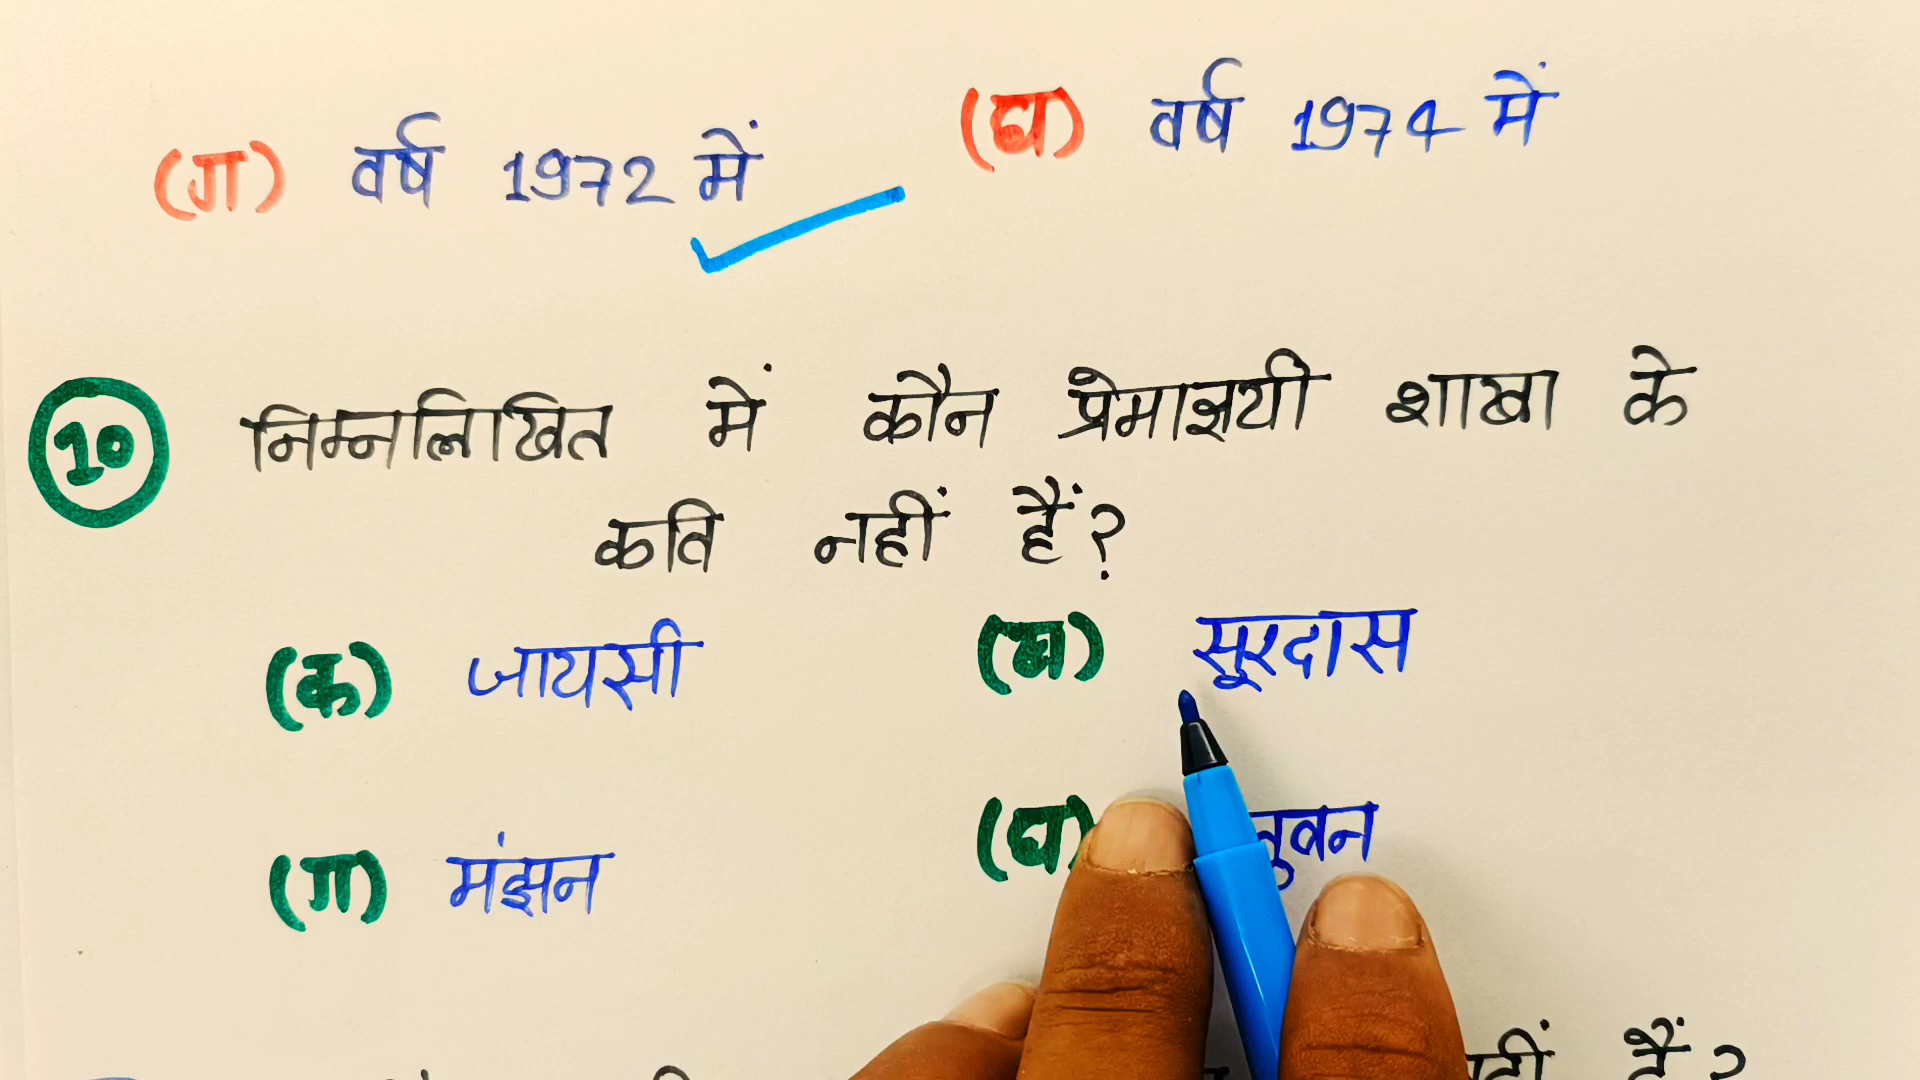 (ग) वर्ष 1972 में (घ) वर्ष 1974 में
10 निम्नलिखित में कौन प्रेमाश्रयी शाखा के
कवि नहीं हैं?
(क) जायसी (ख) सूरदास
(ग) मंझन (घ)
हैं?